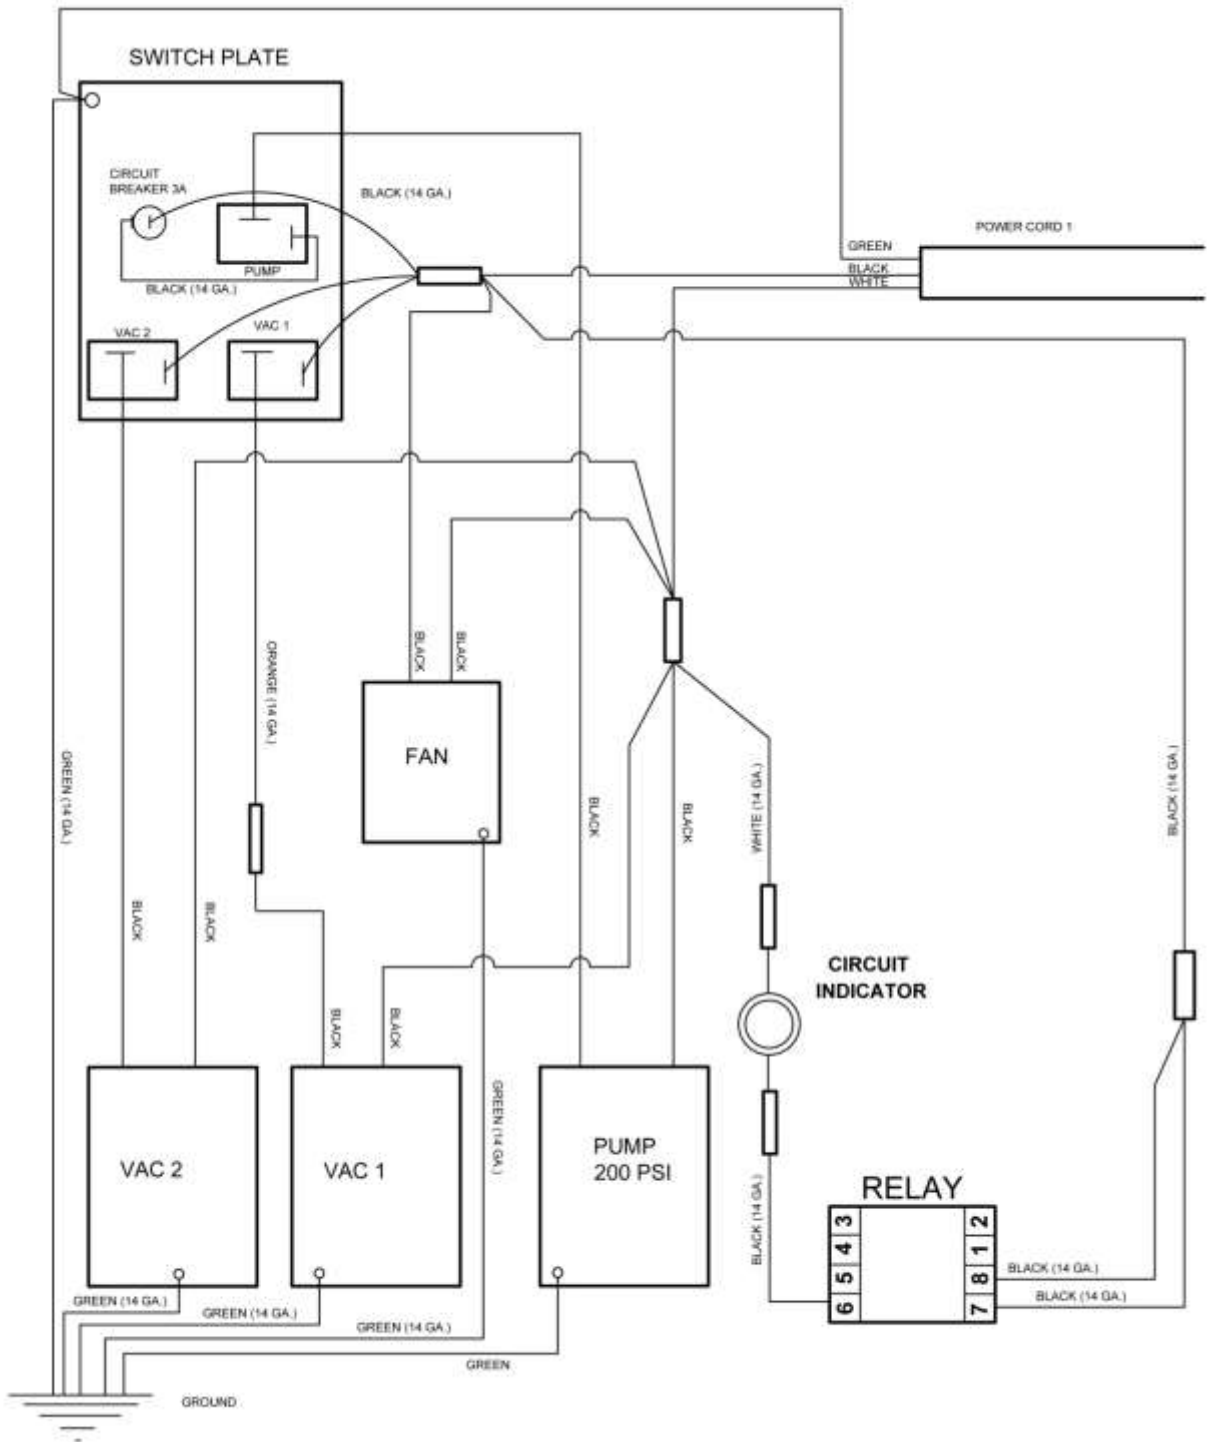 SWITCH PLATE
CIRCUIT
BREAKER 3A
BLACK (14 GA.)
POWER CORD 1
GREEN
BLACK
WHITE
PUMP
BLACK (14 GA.)
VAC 2
VAC 1
BLACK
BLACK
ORANGE (14 GA.)
FAN
GREEN (14 GA.)
BLACK
BLACK
WHITE (14 GA.)
BLACK (14 GA.)
BLACK
BLACK
CIRCUIT
INDICATOR
BLACK
BLACK
GREEN (14 GA.)
VAC 2
VAC 1
PUMP
200 PSI
BLACK (14 GA.)
RELAY
3
2
4
1
5
8
6
7
BLACK (14 GA.)
BLACK (14 GA.)
GREEN (14 GA.)
GREEN (14 GA.)
GREEN (14 GA.)
GREEN
GROUND